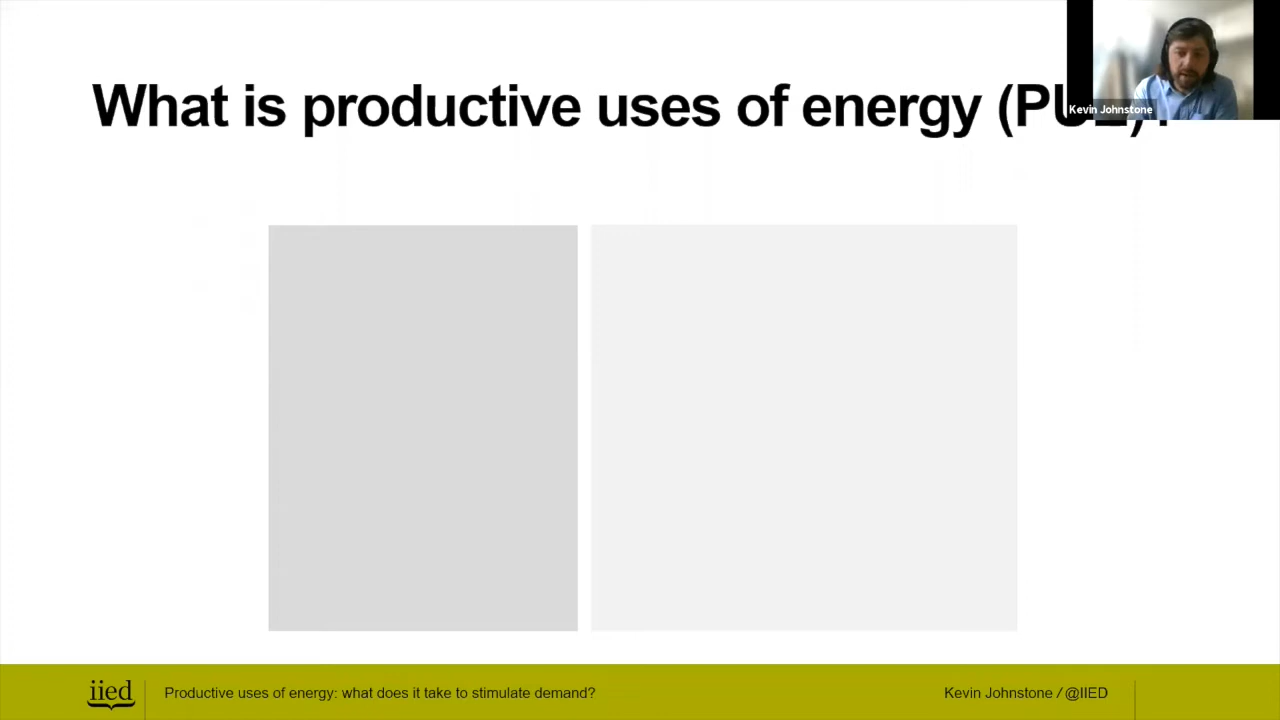 What is productive uses of energy
Kevin Johnstone
iied
Productive uses of energy: what does it take to stimulate demand?
Kevin Johnstone / @IIED